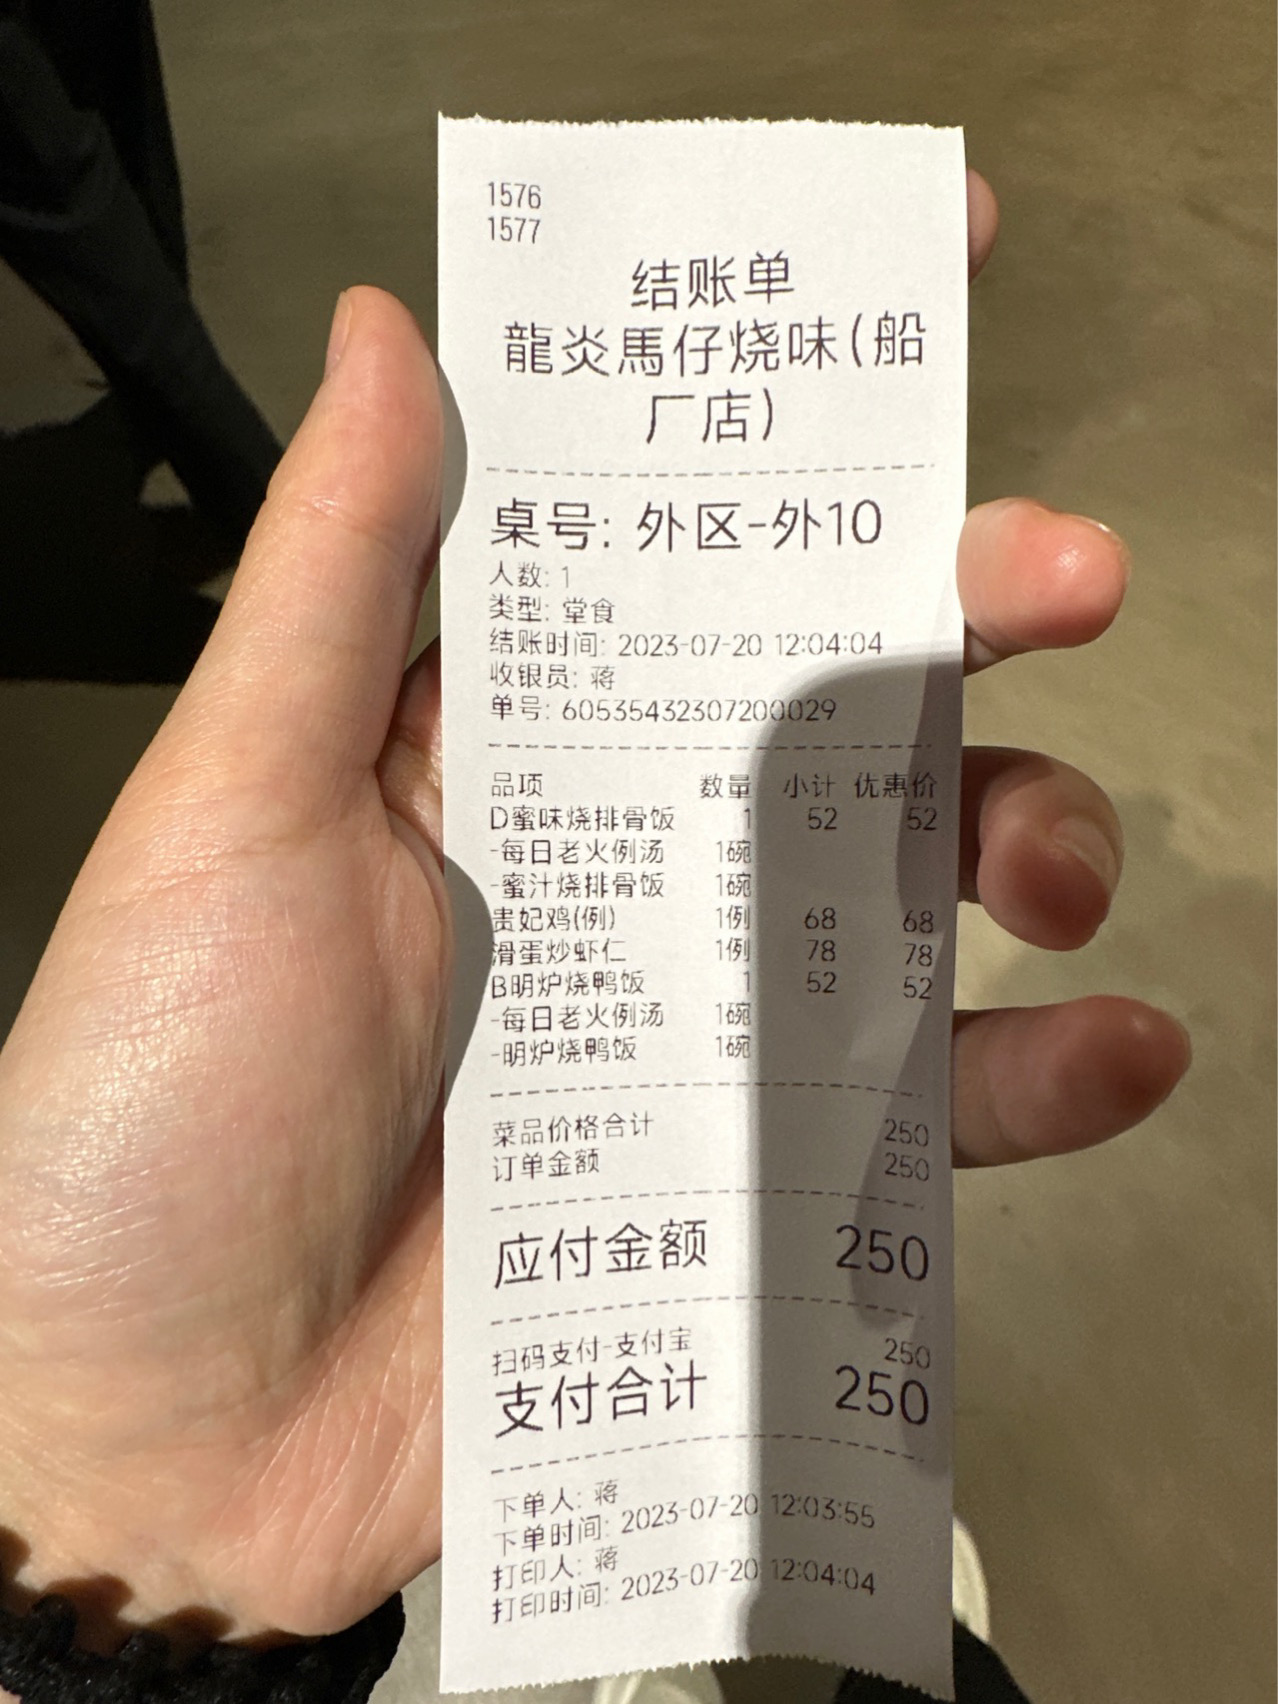 1576
1577
结账单
龍炎馬仔烧味(船
厂店)
桌号: 外区-外10
人数: 1
类型: 堂食
结账时间: 2023-07-20 12:04:04
收银员: 蒋
单号: 60535432307200029
品项 数量 小计 优惠价
D蜜味烧排骨饭 1 52 52
-每日老火例汤 1碗
-蜜汁烧排骨饭 1碗
贵妃鸡(例) 1例 68 68
滑蛋炒虾仁 1例 78 78
B明炉烧鸭饭 1 52 52
-每日老火例汤 1碗
-明炉烧鸭饭 1碗
菜品价格合计 250
订单金额 250
应付金额 250
扫码支付-支付宝 250
支付合计 250
下单人: 蒋
下单时间: 2023-07-20 12:03:55
打印人: 蒋
打印时间: 2023-07-20 12:04:04